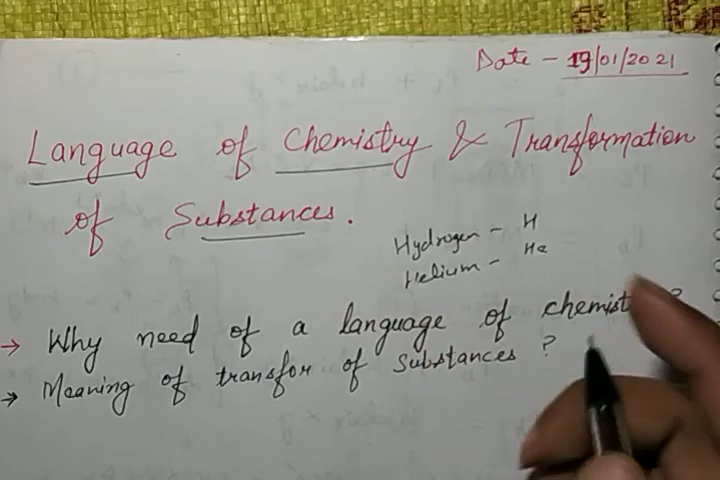 Date - 19/01/2021
Language of Chemistry & Transformation
of Substances.
Hydrogen - H
Helium - He
→ Why need of a language of chemist ?
→ Meaning of transfor of substances ?